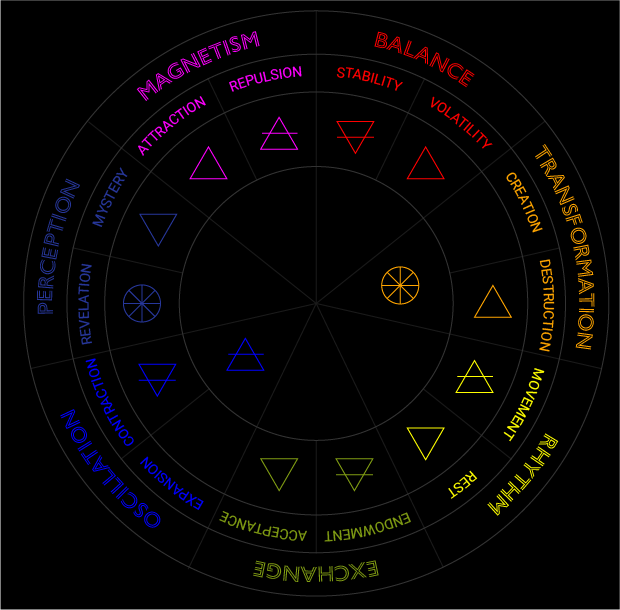 MAGNETISM
BALANCE
REPULSION
STABILITY
ATTRACTION
VOLATILITY
TRANSFORMATION
MYSTERY
CREATION
PERCEPTION
REVELATION
DESTRUCTION
CONTRACTION
MOVEMENT
OSCILLATION
RHYTHM
EXPANSION
REST
ACCEPTANCE
ENDOWMENT
EXCHANGE